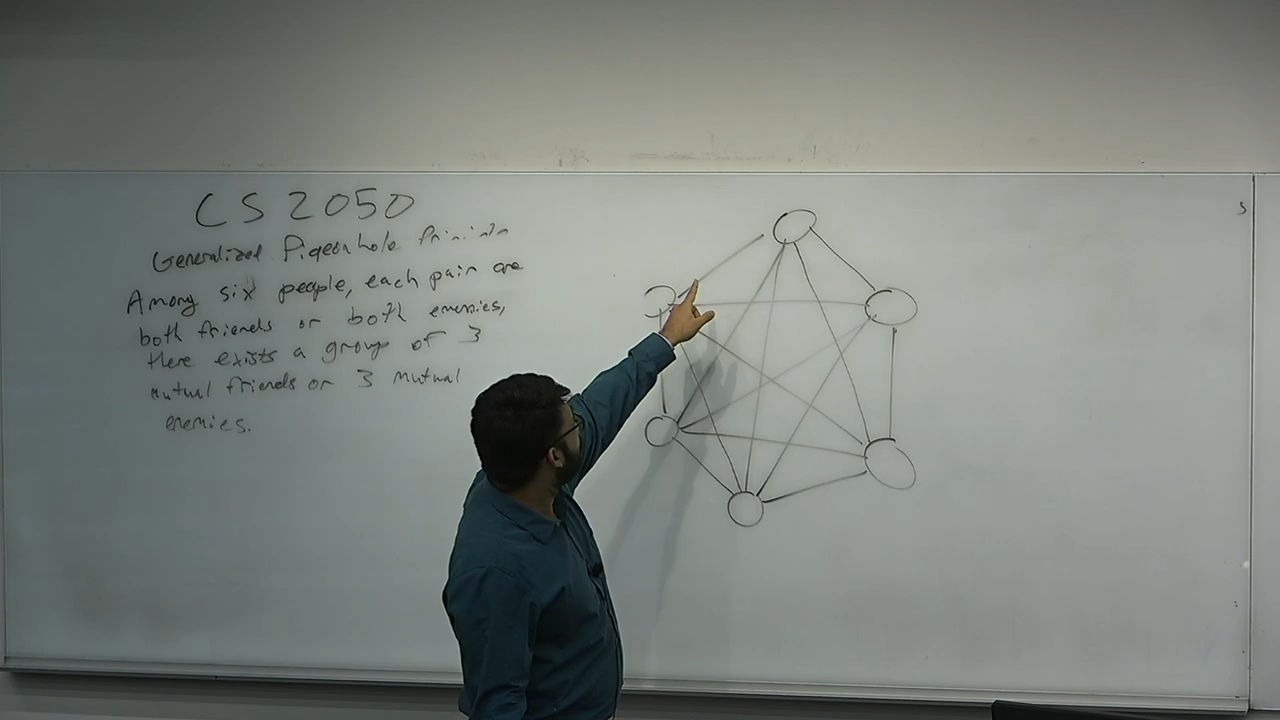 CS 2050
Generalized Pigeonhole
Among six people, each pair are
both friends or both enemies,
there exists a group of 3
mutual friends or 3 mutual
enemies.